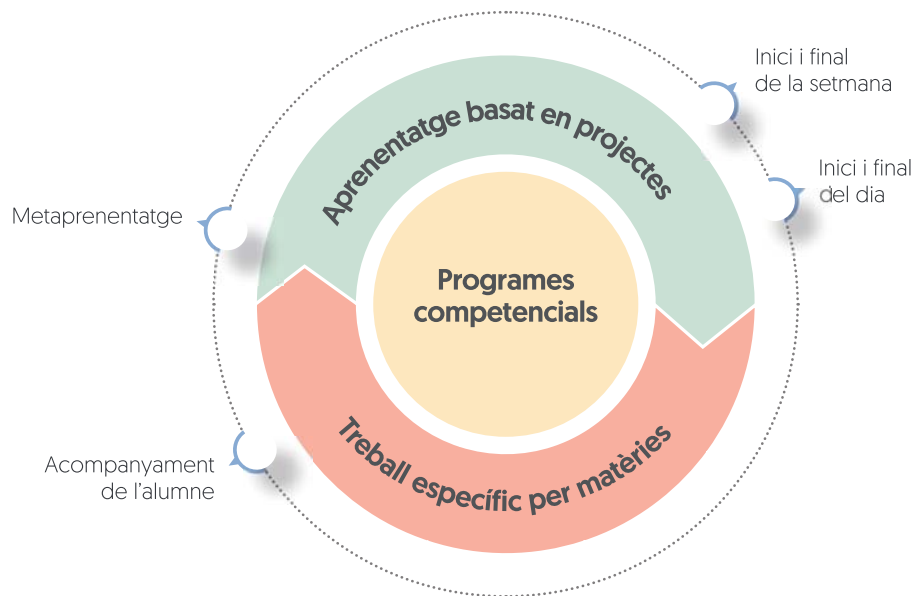 Inici i final
de la setmana
Aprenentatge basat en projectes
Inici i final
del dia
Metaprenentatge
Programes
competencials
Treball específic per matèries
Acompanyament
de l’alumne